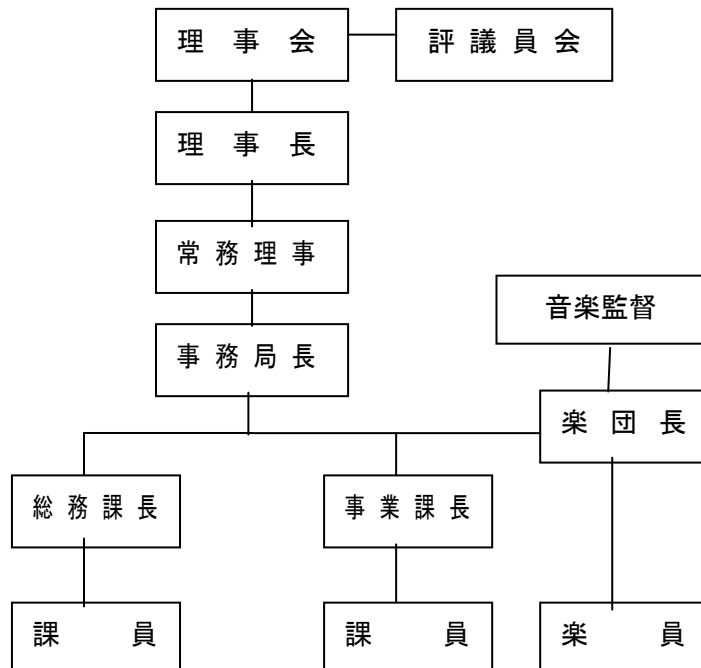 理事会
評議員会
理事長
常務理事
音楽監督
事務局長
楽団長
総務課長
事業課長
課員
課員
楽員